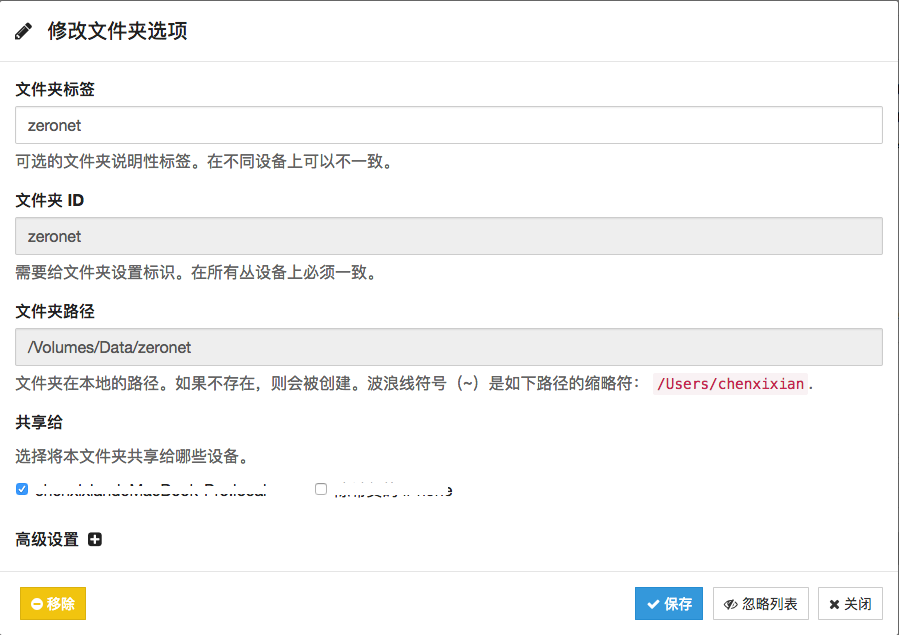 修改文件夹选项
文件夹标签
zeronet
可选的文件夹说明性标签。在不同设备上可以不一致。
文件夹 ID
zeronet
需要给文件夹设置标识。在所有丛设备上必须一致。
文件夹路径
/Volumes/Data/zeronet
文件夹在本地的路径。如果不存在，则会被创建。波浪线符号（~）是如下路径的缩略符： /Users/chenxixian .
共享给
选择将本文件夹共享给哪些设备。
高级设置
移除 保存 忽略列表 关闭